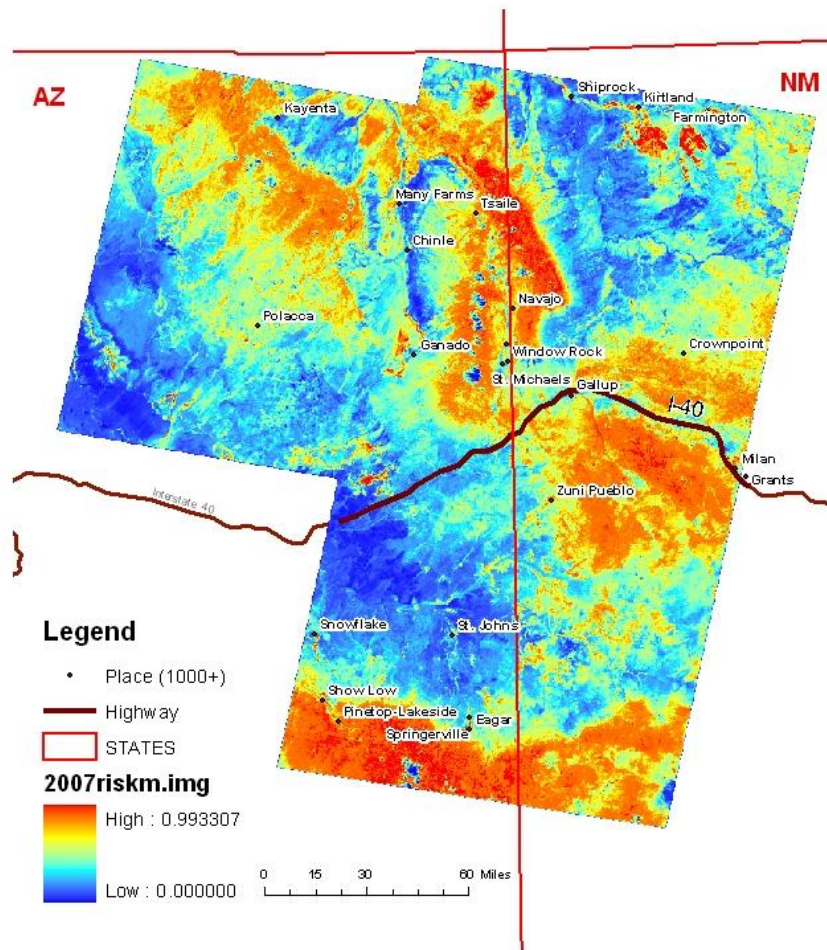 AZ
NM
Shiprock
Kirtland
Farmington
Kayenta
Many Farms
Tsaile
Chinle
Navajo
Polacca
Ganado
Window Rock
Crownpoint
St. Michaels
Gallup
I-40
Milan
Grants
Zuni Pueblo
Interstate 40
Snowflake
St. Johns
Show Low
Pinetop-Lakeside
Eagar
Springerville
Legend
Place (1000+)
Highway
STATES
2007riskm.img
High : 0.993307
Low : 0.000000
0 15 30 60 Miles